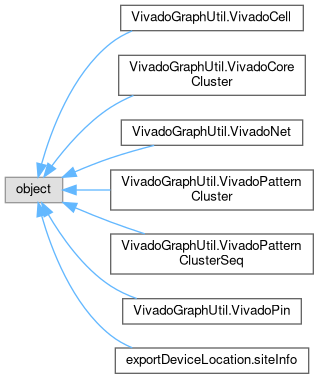 VivadoGraphUtil.VivadoCell
VivadoGraphUtil.VivadoCore
Cluster
VivadoGraphUtil.VivadoNet
object
VivadoGraphUtil.VivadoPattern
Cluster
VivadoGraphUtil.VivadoPattern
ClusterSeq
VivadoGraphUtil.VivadoPin
exportDeviceLocation.siteInfo